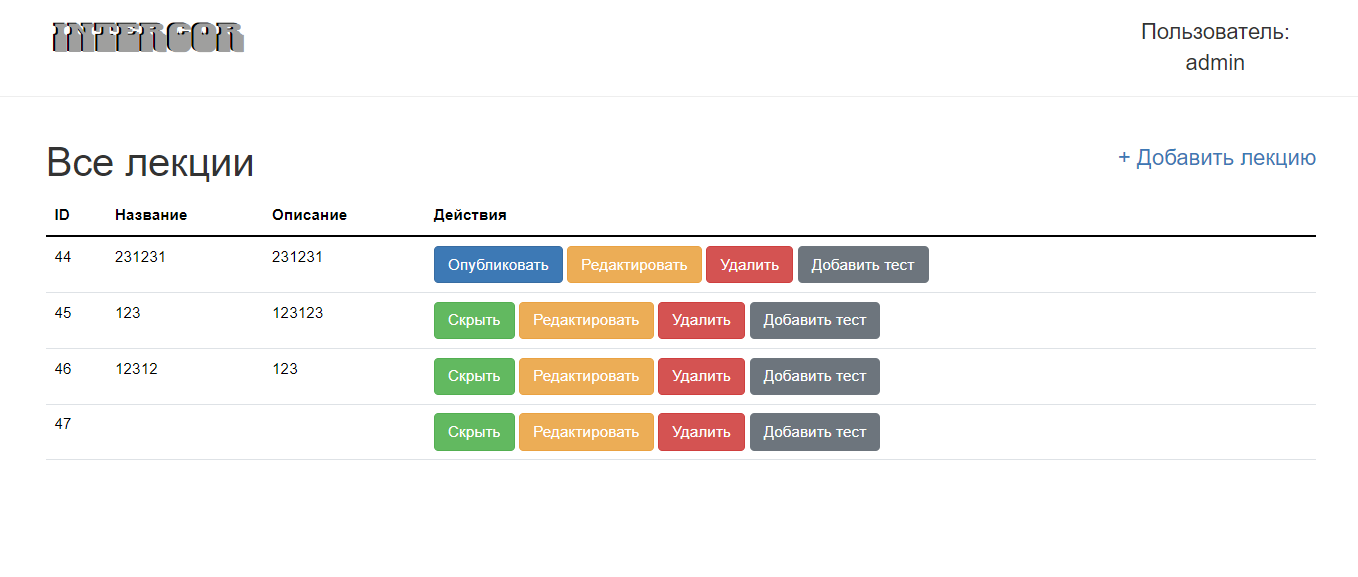 INTERCOR
Пользователь:
admin
Все лекции
+ Добавить лекцию
ID Название Описание Действия
44 231231 231231 Опубликовать Редактировать Удалить Добавить тест
45 123 123123 Скрыть Редактировать Удалить Добавить тест
46 12312 123 Скрыть Редактировать Удалить Добавить тест
47 Скрыть Редактировать Удалить Добавить тест